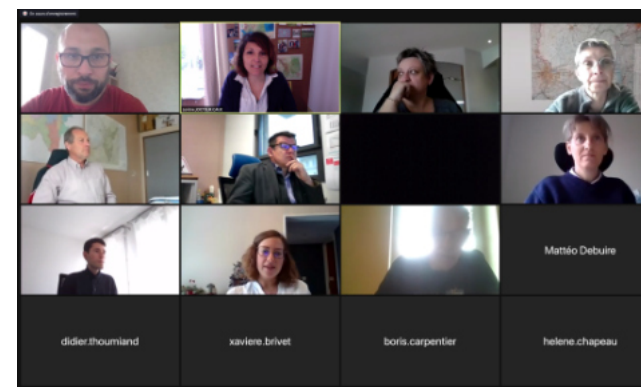 Mattéo Debuire
didier.thoumiand
xaviere.brivet
boris.carpentier
helene.chapeau